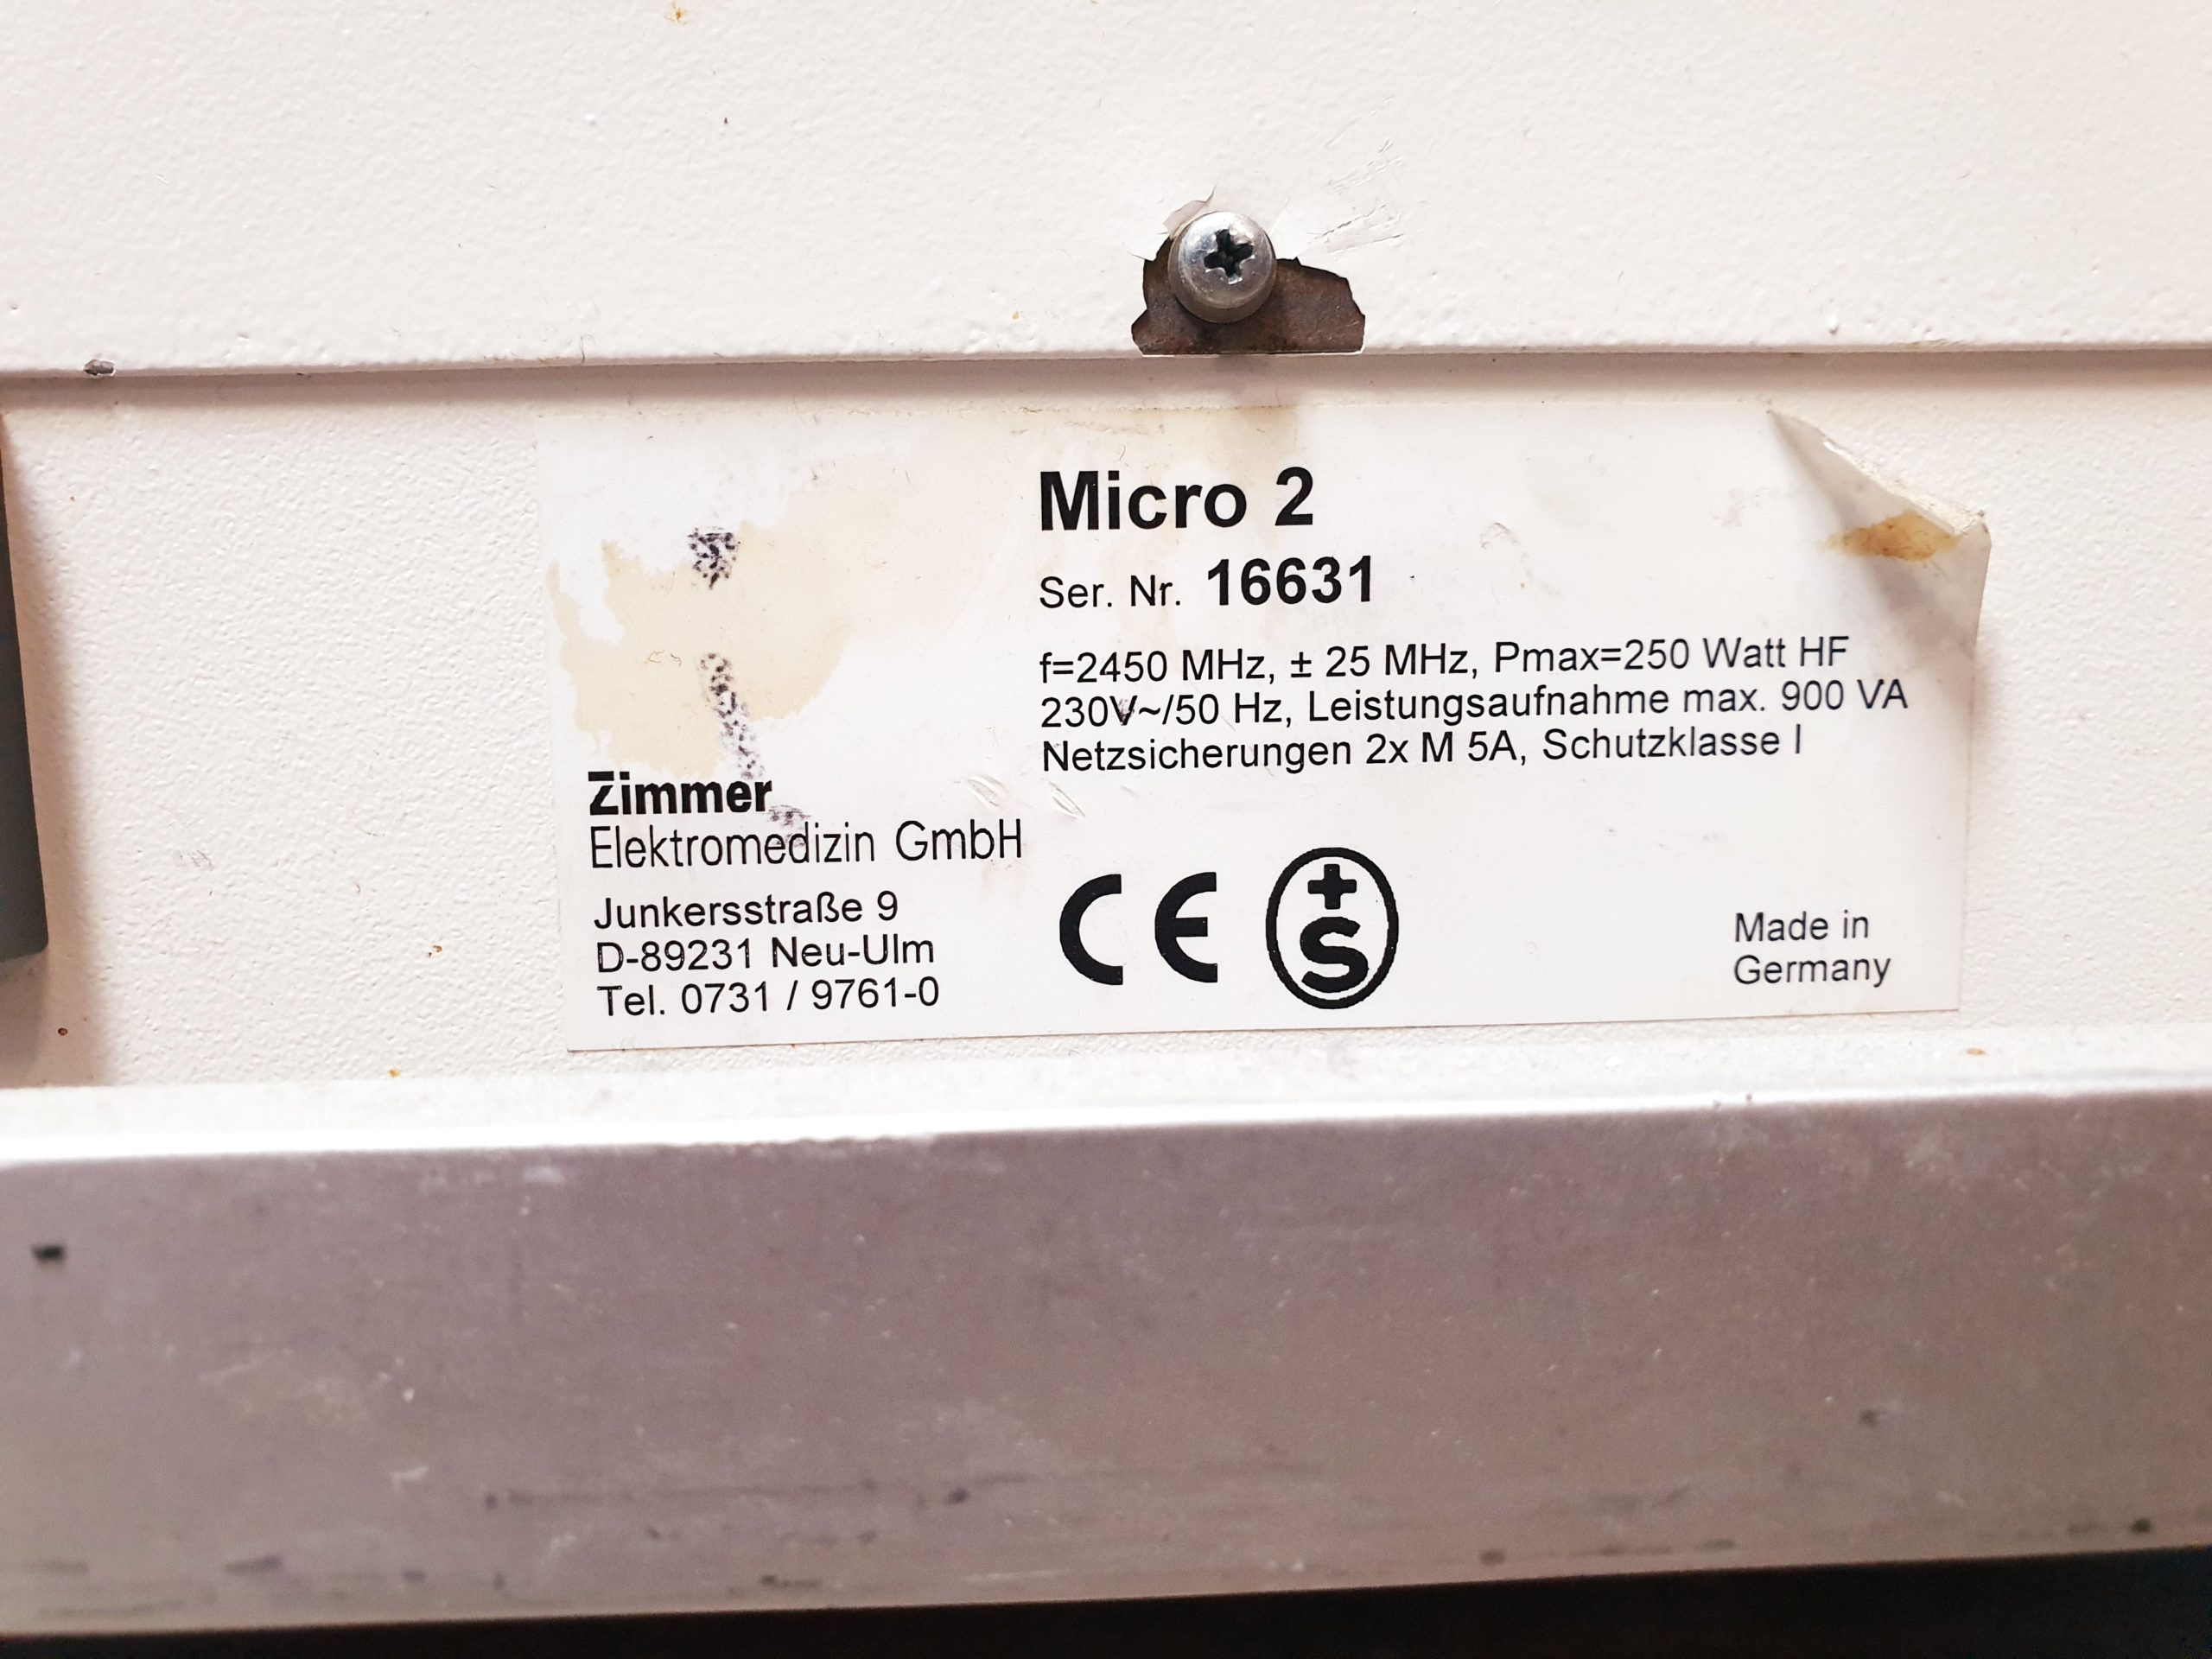 Micro 2
Ser. Nr. 16631
f=2450 MHz, ± 25 MHz, Pmax=250 Watt HF
230V~/50 Hz, Leistungsaufnahme max. 900 VA
Netzsicherungen 2x M 5A, Schutzklasse I
Zimmer
Elektromedizin GmbH
Junkersstraße 9
D-89231 Neu-Ulm
Tel. 0731 / 9761-0
CE
+S
Made in
Germany